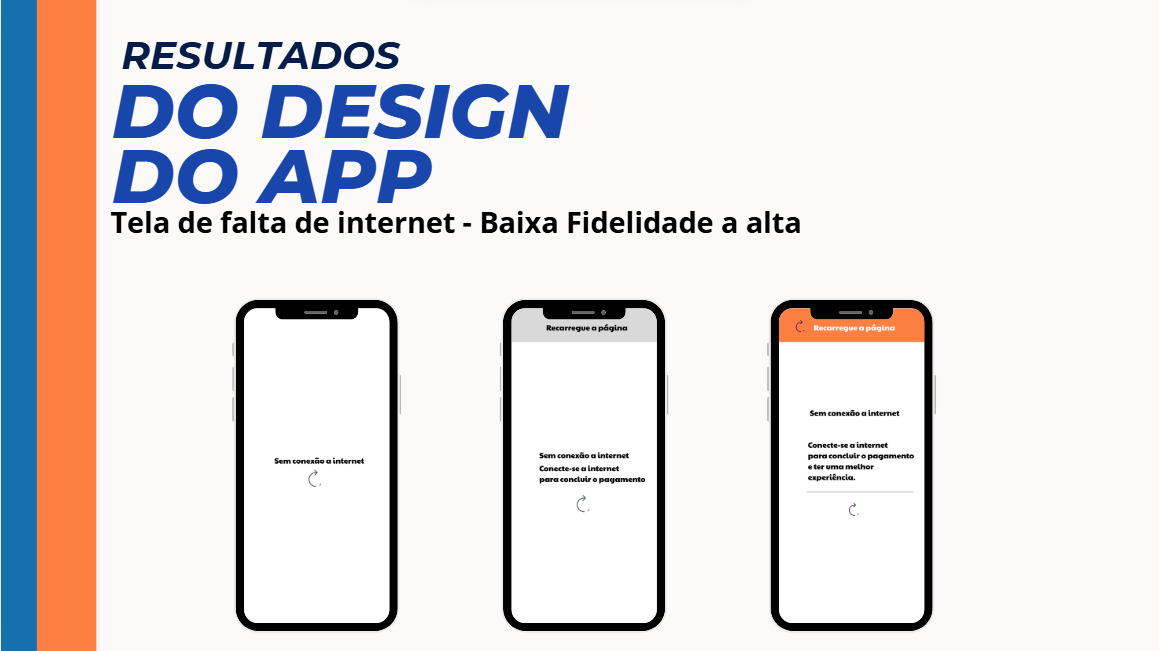 RESULTADOS
DO DESIGN
DO APP
Tela de falta de internet - Baixa Fidelidade a alta
Sem conexão a internet
Recarregue a página
Sem conexão a internet
Conecte-se a internet
para concluir o pagamento
Recarregue a página
Sem conexão a internet
Conecte-se a internet
para concluir o pagamento
e ter uma melhor
experiência.